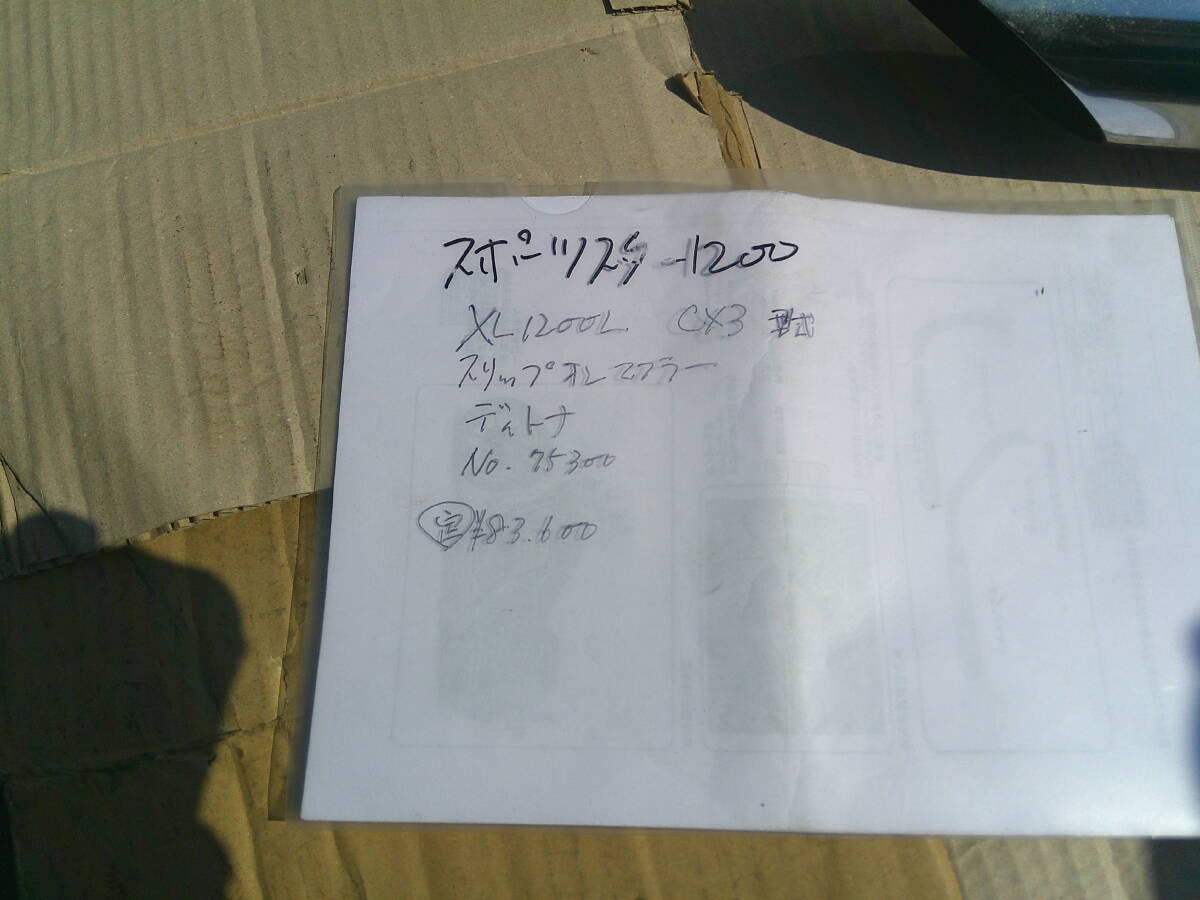 スポーツスター1200
XL1200L CX3 型式
スリップオンマフラー
デイトナ
No. 75300
定 ¥83.600